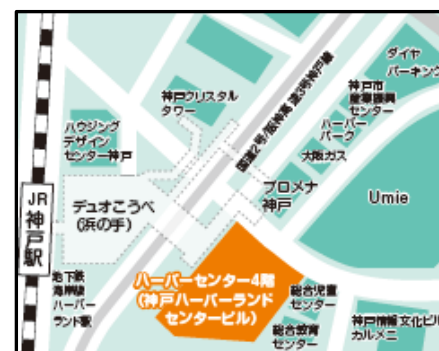 ダイヤ
パーキング
神戸市
産業振興
センター
ハーバー
パーク
大阪ガス
神戸クリスタル
タワー
国道2号・阪神高速3号神戸線
ハウジング
デザイン
センター神戸
プロメナ
神戸
Umie
デュオこうべ
(浜の手)
JR
神戸駅
地下鉄
海岸線
ハーバー
ランド駅
ハーバーセンター4階
(神戸ハーバーランド
センタービル)
総合児童
センター
総合教育
センター
神戸情報文化ビル
カルメニ